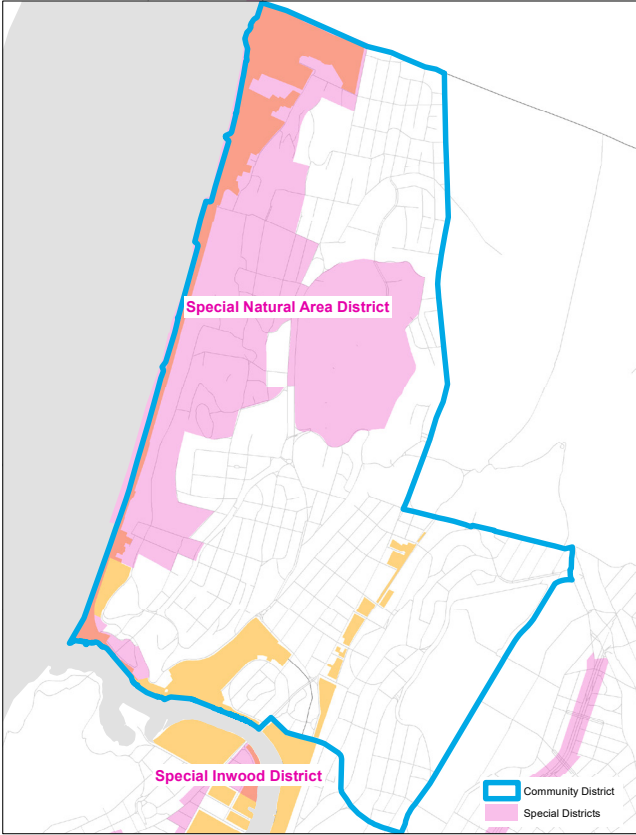 Special Natural Area District
Special Inwood District
Community District
Special Districts